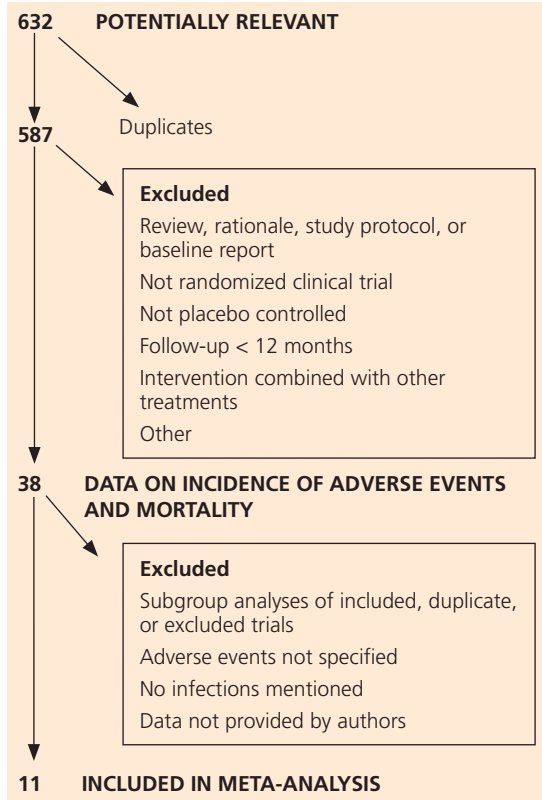 632 POTENTIALLY RELEVANT
Duplicates
587
Excluded
Review, rationale, study protocol, or
baseline report
Not randomized clinical trial
Not placebo controlled
Follow-up < 12 months
Intervention combined with other
treatments
Other
38 DATA ON INCIDENCE OF ADVERSE EVENTS
AND MORTALITY
Excluded
Subgroup analyses of included, duplicate,
or excluded trials
Adverse events not specified
No infections mentioned
Data not provided by authors
11 INCLUDED IN META-ANALYSIS